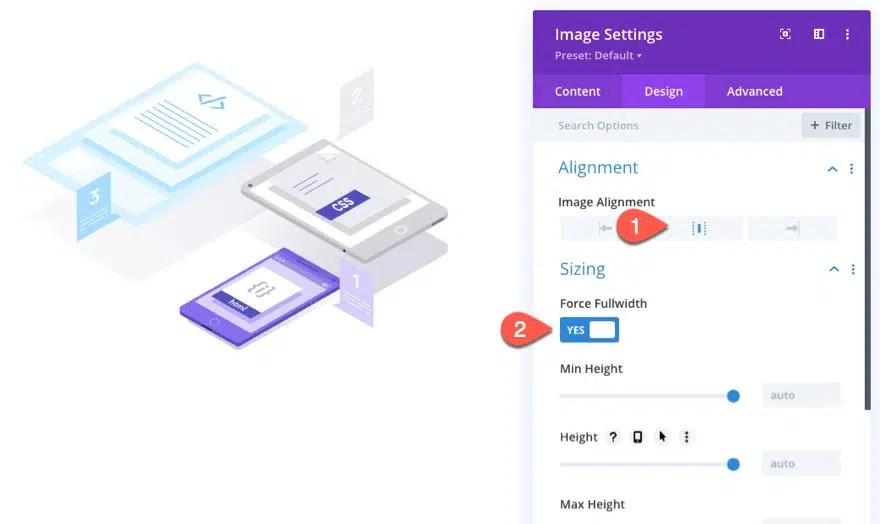 Image Settings
Preset: Default
Content Design Advanced
Search Options + Filter
Alignment
Image Alignment
1
Sizing
Force Fullwidth
2 YES
Min Height
auto
Height ?
auto
Max Height
</>
2
3
CSS
1
html